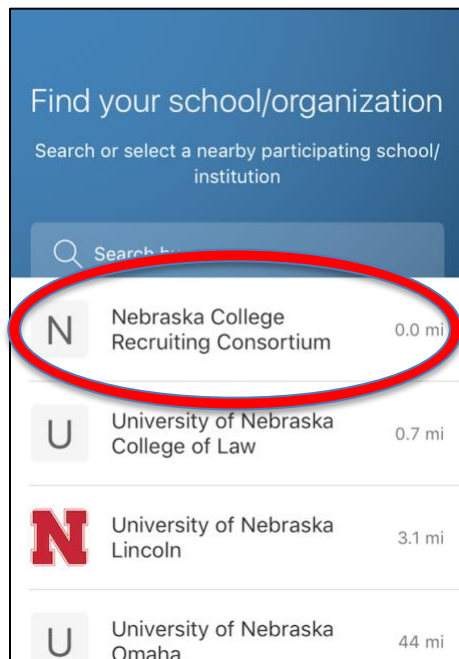 Find your school/organization
Search or select a nearby participating school/
institution
Search
N
Nebraska College
Recruiting Consortium
0.0 mi
U
University of Nebraska
College of Law
0.7 mi
N
University of Nebraska
Lincoln
3.1 mi
U
University of Nebraska
Omaha
44 mi